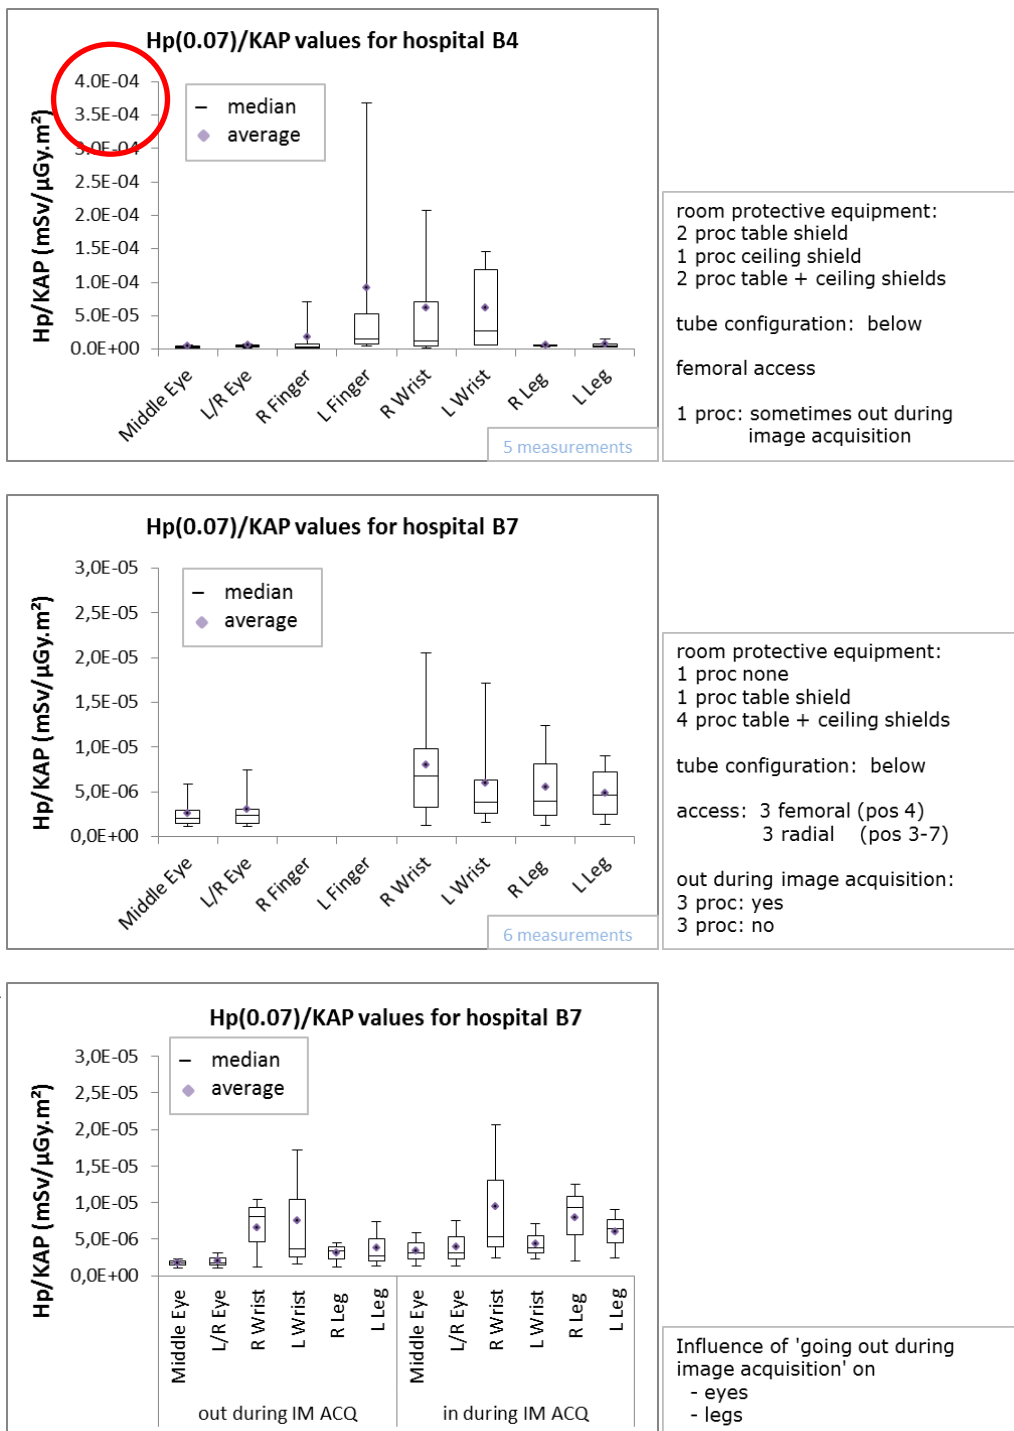 Hp(0.07)/KAP values for hospital B4
Hp/KAP (mSv/µGy.m²)
4.0E-04
3.5E-04
3.0E-04
2.5E-04
2.0E-04
1.5E-04
1.0E-04
5.0E-05
0.0E+00
– median
average
Middle Eye
L/R Eye
R Finger
L Finger
R Wrist
L Wrist
R Leg
L Leg
5 measurements
room protective equipment:
2 proc table shield
1 proc ceiling shield
2 proc table + ceiling shields
tube configuration: below
femoral access
1 proc: sometimes out during
image acquisition
Hp(0.07)/KAP values for hospital B7
Hp/KAP (mSv/µGy.m²)
3,0E-05
2,5E-05
2,0E-05
1,5E-05
1,0E-05
5,0E-06
0,0E+00
– median
average
Middle Eye
L/R Eye
R Finger
L Finger
R Wrist
L Wrist
R Leg
L Leg
6 measurements
room protective equipment:
1 proc none
1 proc table shield
4 proc table + ceiling shields
tube configuration: below
access: 3 femoral (pos 4)
3 radial (pos 3-7)
out during image acquisition:
3 proc: yes
3 proc: no
Hp(0.07)/KAP values for hospital B7
Hp/KAP (mSv/µGy.m²)
3,0E-05
2,5E-05
2,0E-05
1,5E-05
1,0E-05
5,0E-06
0,0E+00
– median
average
Middle Eye
L/R Eye
R Wrist
L Wrist
R Leg
L Leg
Middle Eye
L/R Eye
R Wrist
L Wrist
R Leg
L Leg
out during IM ACQ
in during IM ACQ
Influence of 'going out during
image acquisition' on
- eyes
- legs